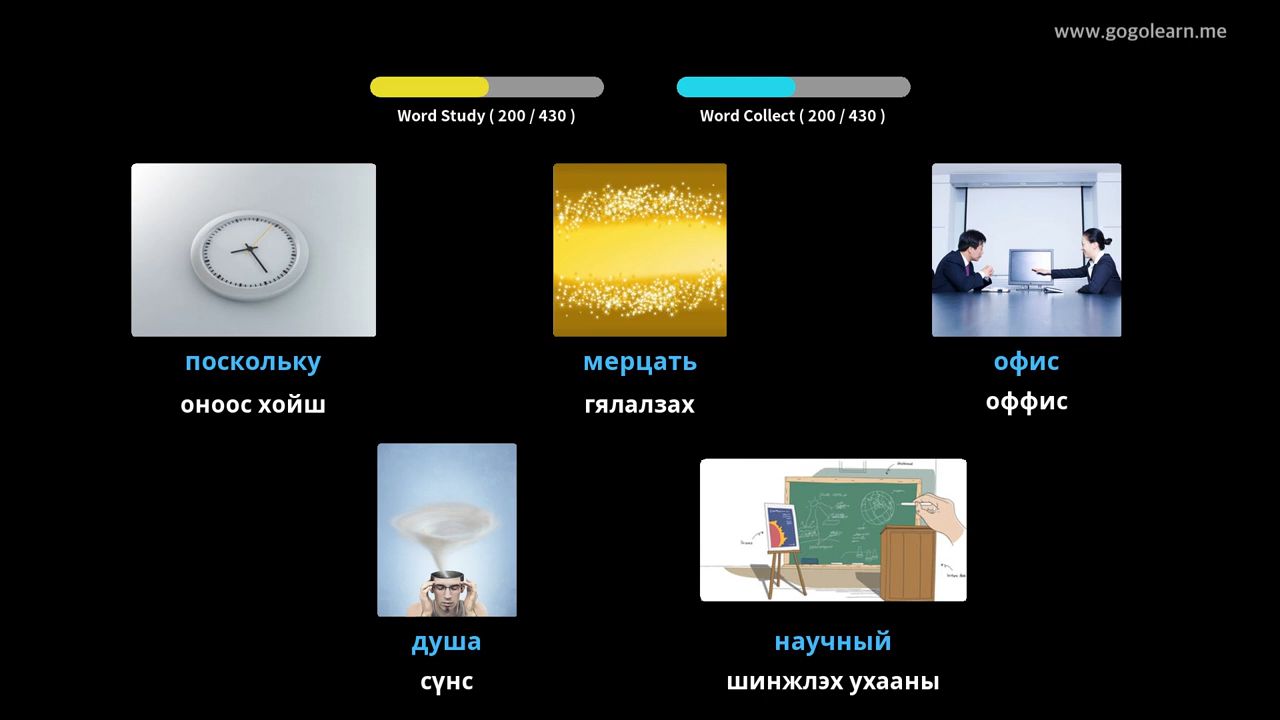 www.gogolearn.me
Word Study ( 200 / 430 )
Word Collect ( 200 / 430 )
поскольку
оноос хойш
мерцать
гялалзах
офис
оффис
душа
сүнс
научный
шинжлэх ухааны